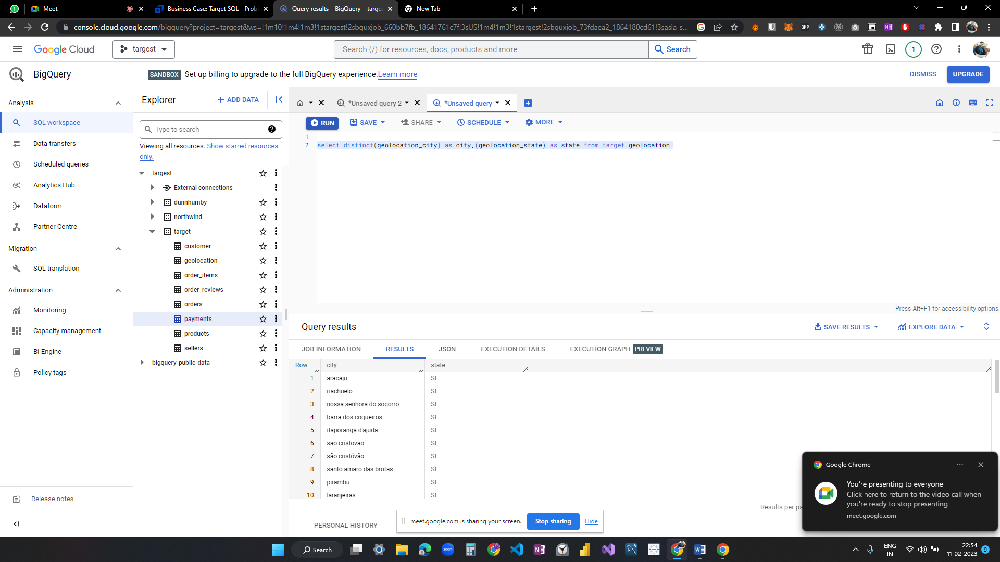 Meet
Business Case: Target SQL - Probl
Query results – BigQuery – targes
New Tab
console.cloud.google.com/bigquery?project=targest&ws=!1m10!1m4!1m3!1stargest!2sbquxjob_660bb7fb_18641761c7f!3sUS!1m4!1m3!1stargest!2sbquxjob_73fdaea2_1864180cd61!3sasia-s...
Google Cloud
targest
Search (/) for resources, docs, products and more
Search
1
BigQuery
SANDBOX Set up billing to upgrade to the full BigQuery experience. Learn more
DISMISS
UPGRADE
Analysis
SQL workspace
Data transfers
Scheduled queries
Analytics Hub
Dataform
Partner Centre
Migration
SQL translation
Administration
Monitoring
Capacity management
BI Engine
Policy tags
Release notes
Explorer
ADD DATA
Type to search
Viewing all resources. Show starred resources
only.
targest
External connections
dunnhumby
northwind
target
customer
geolocation
order_items
order_reviews
orders
payments
products
sellers
bigquery-public-data
*Unsaved query 2
*Unsaved query
RUN
SAVE
SHARE
SCHEDULE
MORE
1
2 select distinct(geolocation_city) as city,(geolocation_state) as state from target.geolocation
Press Alt+F1 for accessibility options.
Query results
SAVE RESULTS
EXPLORE DATA
JOB INFORMATION
RESULTS
JSON
EXECUTION DETAILS
EXECUTION GRAPH PREVIEW
Row city state
1 aracaju SE
2 riachuelo SE
3 nossa senhora do socorro SE
4 barra dos coqueiros SE
5 itaporanga d'ajuda SE
6 sao cristovao SE
7 são cristóvão SE
8 santo amaro das brotas SE
9 pirambu SE
10 laranjeiras SE
Results per pa
PERSONAL HISTORY
meet.google.com is sharing your screen.
Stop sharing
Hide
Google Chrome
You're presenting to everyone
Click here to return to the video call when
you're ready to stop presenting
meet.google.com
Search
ENG
IN
22:54
11-02-2023
9